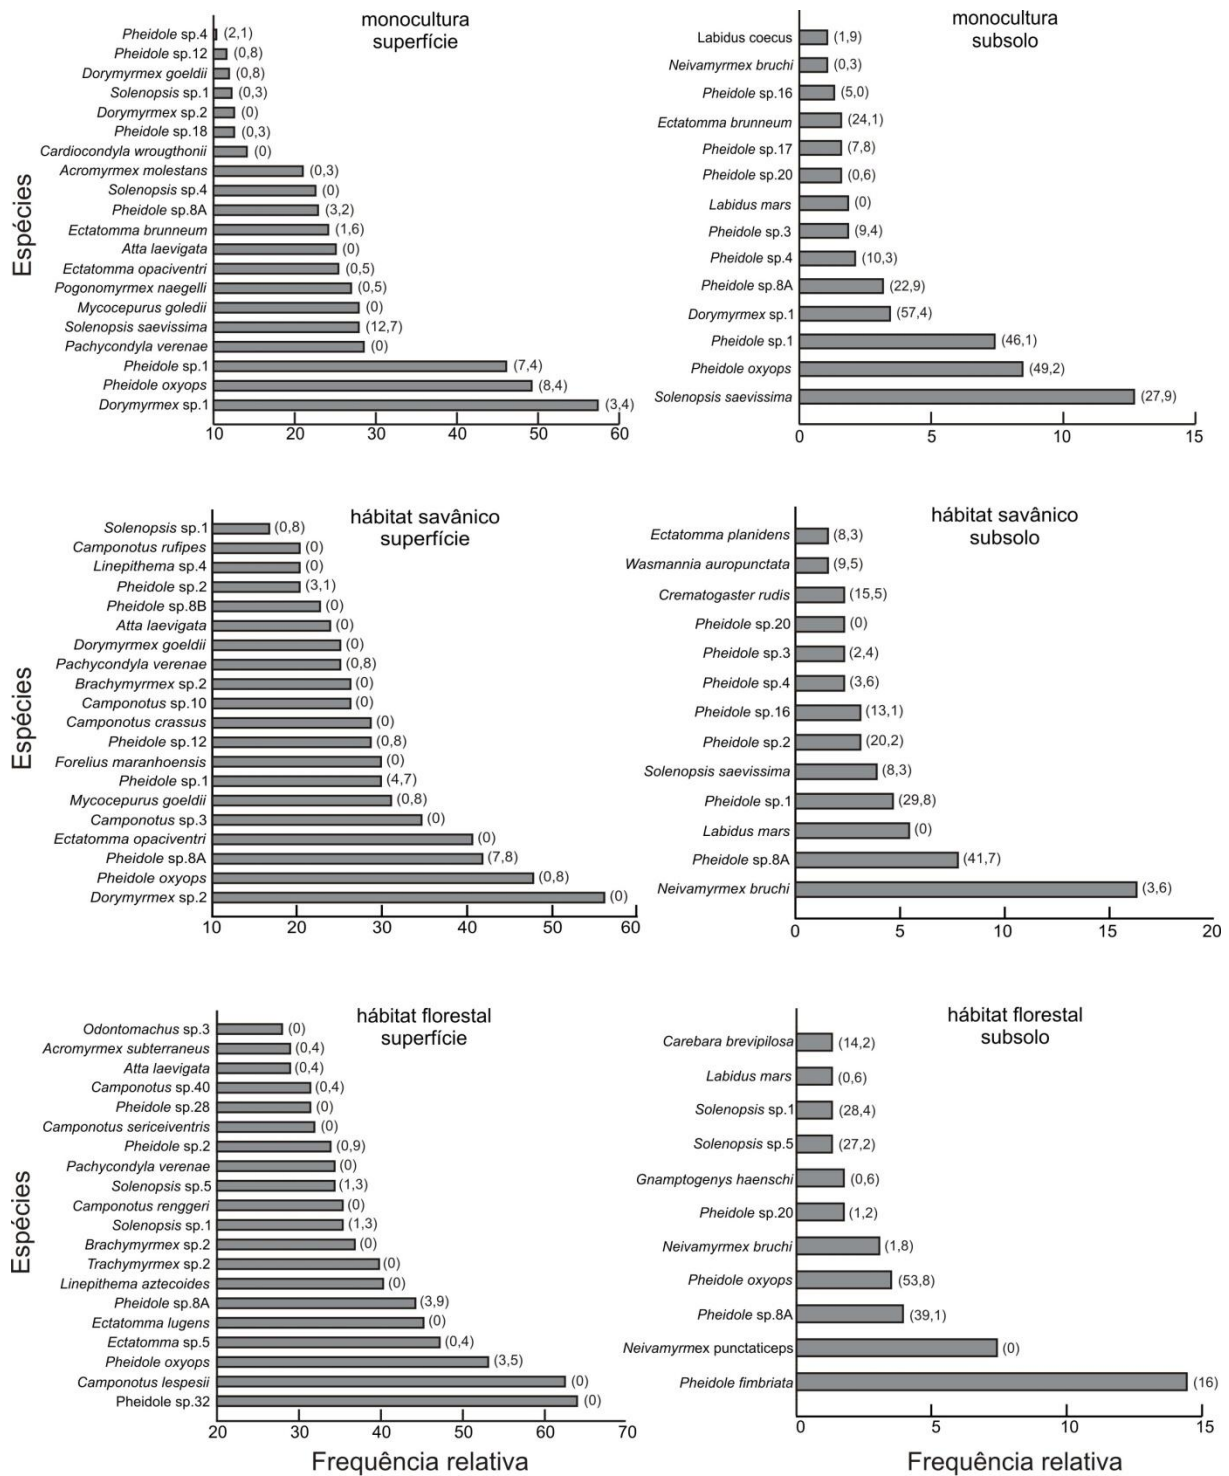 monocultura
superfície
Espécies
Pheidole sp.4 (2,1)
Pheidole sp.12 (0,8)
Dorymyrmex goeldii (0,8)
Solenopsis sp.1 (0,3)
Dorymyrmex sp.2 (0)
Pheidole sp.18 (0,3)
Cardiocondyla wrougthonii (0)
Acromyrmex molestans (0,3)
Solenopsis sp.4 (0)
Pheidole sp.8A (3,2)
Ectatomma brunneum (1,6)
Atta laevigata (0)
Ectatomma opaciventri (0,5)
Pogonomyrmex naegelli (0,5)
Mycocepurus goledii (0)
Solenopsis saevissima (12,7)
Pachycondyla verenae (0)
Pheidole sp.1 (7,4)
Pheidole oxyops (8,4)
Dorymyrmex sp.1 (3,4)
10 20 30 40 50 60
monocultura
subsolo
Labidus coecus (1,9)
Neivamyrmex bruchi (0,3)
Pheidole sp.16 (5,0)
Ectatomma brunneum (24,1)
Pheidole sp.17 (7,8)
Pheidole sp.20 (0,6)
Labidus mars (0)
Pheidole sp.3 (9,4)
Pheidole sp.4 (10,3)
Pheidole sp.8A (22,9)
Dorymyrmex sp.1 (57,4)
Pheidole sp.1 (46,1)
Pheidole oxyops (49,2)
Solenopsis saevissima (27,9)
0 5 10 15
hábitat savânico
superfície
Espécies
Solenopsis sp.1 (0,8)
Camponotus rufipes (0)
Linepithema sp.4 (0)
Pheidole sp.2 (3,1)
Pheidole sp.8B (0)
Atta laevigata (0)
Dorymyrmex goeldii (0)
Pachycondyla verenae (0,8)
Brachymyrmex sp.2 (0)
Camponotus sp.10 (0)
Camponotus crassus (0)
Pheidole sp.12 (0,8)
Forelius maranhoensis (0)
Pheidole sp.1 (4,7)
Mycocepurus goeldii (0,8)
Camponotus sp.3 (0)
Ectatomma opaciventri (0)
Pheidole sp.8A (7,8)
Pheidole oxyops (0,8)
Dorymyrmex sp.2 (0)
10 20 30 40 50 60
hábitat savânico
subsolo
Ectatomma planidens (8,3)
Wasmannia auropunctata (9,5)
Crematogaster rudis (15,5)
Pheidole sp.20 (0)
Pheidole sp.3 (2,4)
Pheidole sp.4 (3,6)
Pheidole sp.16 (13,1)
Pheidole sp.2 (20,2)
Solenopsis saevissima (8,3)
Pheidole sp.1 (29,8)
Labidus mars (0)
Pheidole sp.8A (41,7)
Neivamyrmex bruchi (3,6)
0 5 10 15 20
hábitat florestal
superfície
Espécies
Odontomachus sp.3 (0)
Acromyrmex subterraneus (0,4)
Atta laevigata (0,4)
Camponotus sp.40 (0,4)
Pheidole sp.28 (0)
Camponotus sericeiventris (0)
Pheidole sp.2 (0,9)
Pachycondyla verenae (0)
Solenopsis sp.5 (1,3)
Camponotus renggeri (0)
Solenopsis sp.1 (1,3)
Brachymyrmex sp.2 (0)
Trachymyrmex sp.2 (0)
Linepithema aztecoides (0)
Pheidole sp.8A (3,9)
Ectatomma lugens (0)
Ectatomma sp.5 (0,4)
Pheidole oxyops (3,5)
Camponotus lespesii (0)
Pheidole sp.32 (0)
20 30 40 50 60 70
Frequência relativa
hábitat florestal
subsolo
Carebara brevipilosa (14,2)
Labidus mars (0,6)
Solenopsis sp.1 (28,4)
Solenopsis sp.5 (27,2)
Gnamptogenys haenschi (0,6)
Pheidole sp.20 (1,2)
Neivamyrmex bruchi (1,8)
Pheidole oxyops (53,8)
Pheidole sp.8A (39,1)
Neivamyrmex punctaticeps (0)
Pheidole fimbriata (16)
0 5 10 15
Frequência relativa